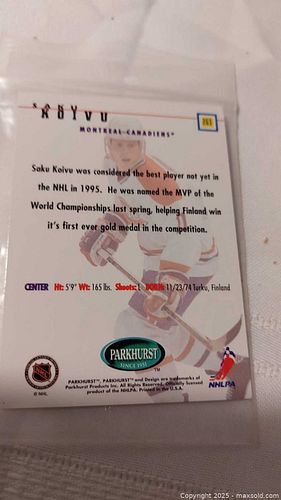 SAKU
KOIVU
MONTREAL CANADIENS
Saku Koivu was considered the best player not yet in
the NHL in 1995. He was named the MVP of the
World Championships last spring, helping Finland win
it's first ever gold medal in the competition.
CENTER Ht: 5'9" Wt: 165 lbs. Shoots: L BORN: 11/23/74 Turku, Finland
PARKHURST
SINCE 1951
TM
© NHL
PARKHURST™, PARKHURST™ and Design are trademarks of
Parkhurst Products Inc. All Rights Reserved. Officially licensed
product of the NHLPA. Printed in the U.S.A.
NHLPA
Copyright 2025 - maxsold.com